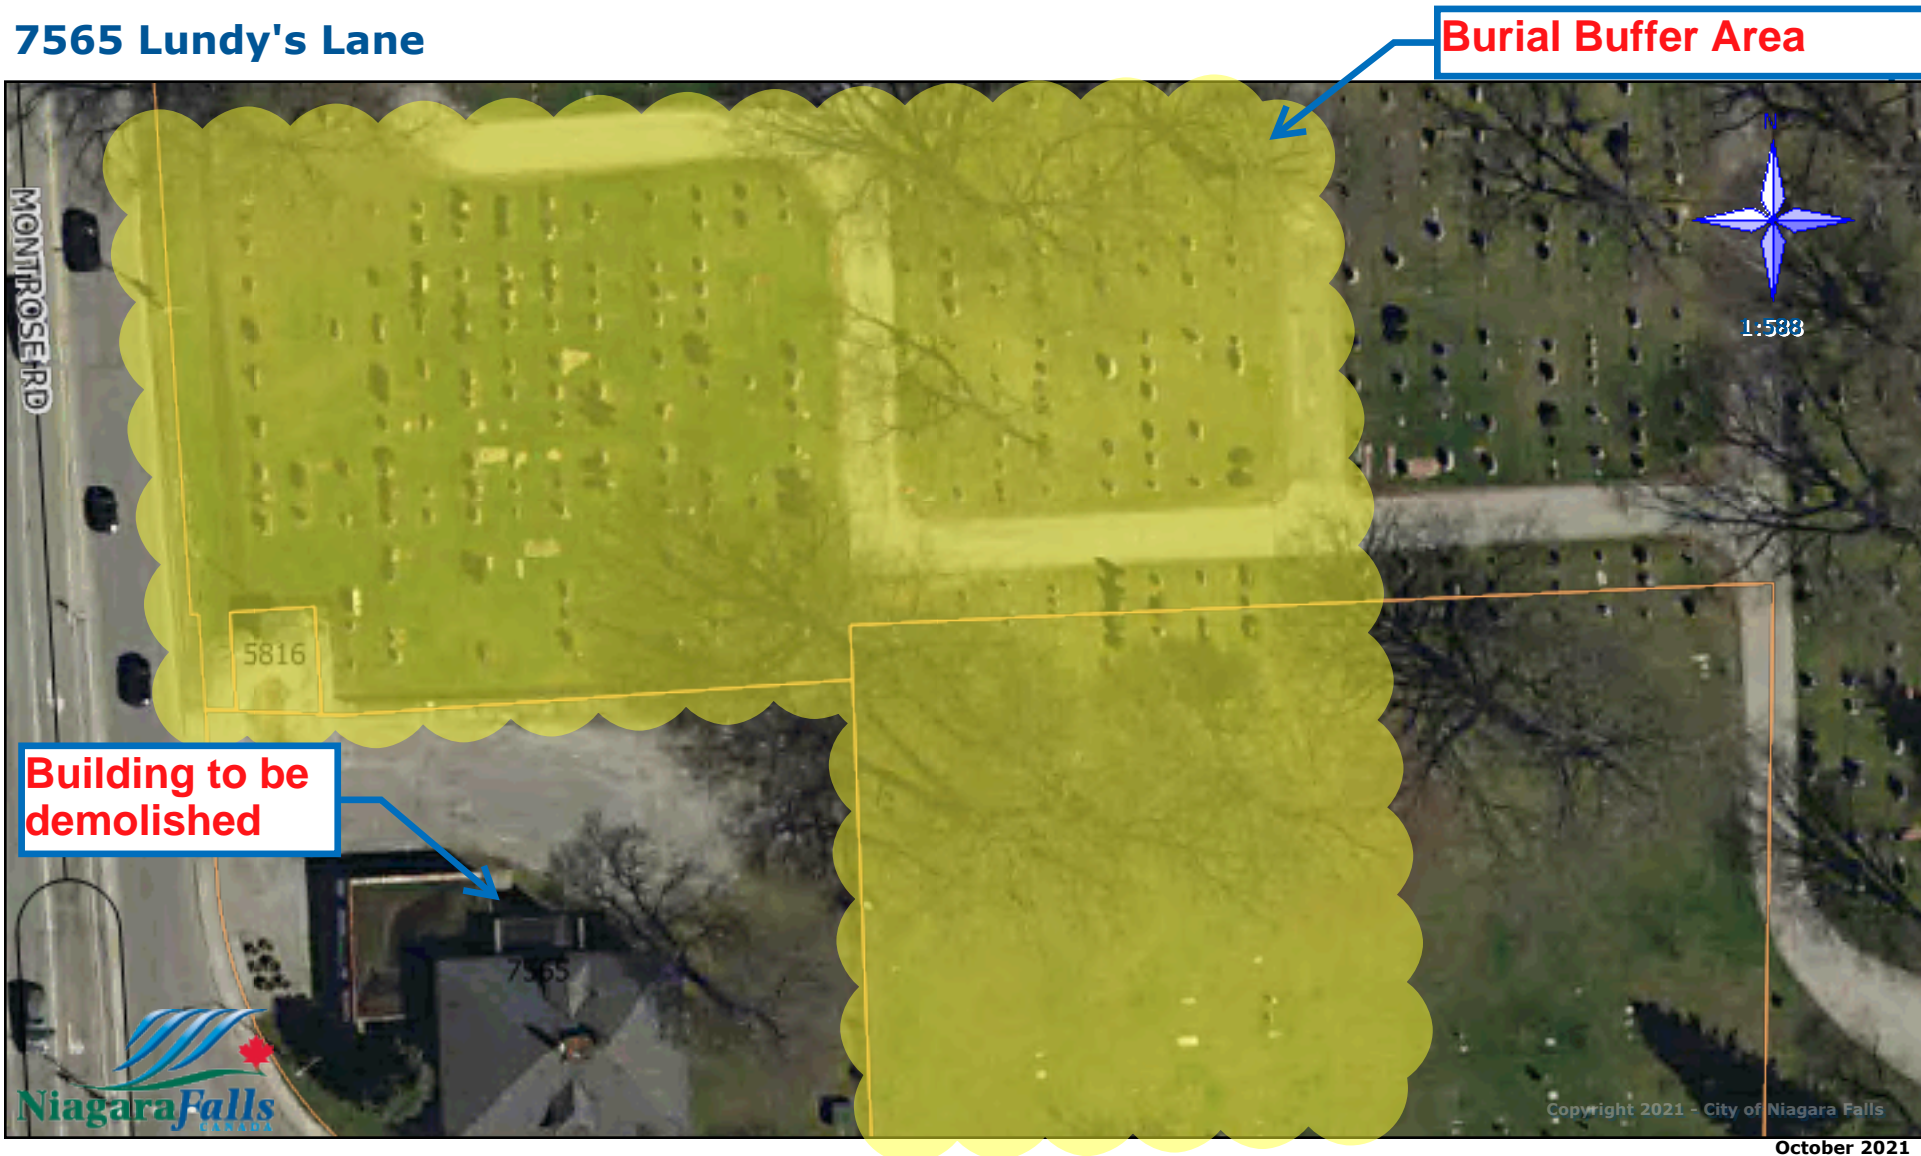 7565 Lundy's Lane
Burial Buffer Area
N
MONTROSE RD
1:588
5816
Building to be
demolished
7565
NiagaraFalls
CANADA
Copyright 2021 - City of Niagara Falls
October 2021